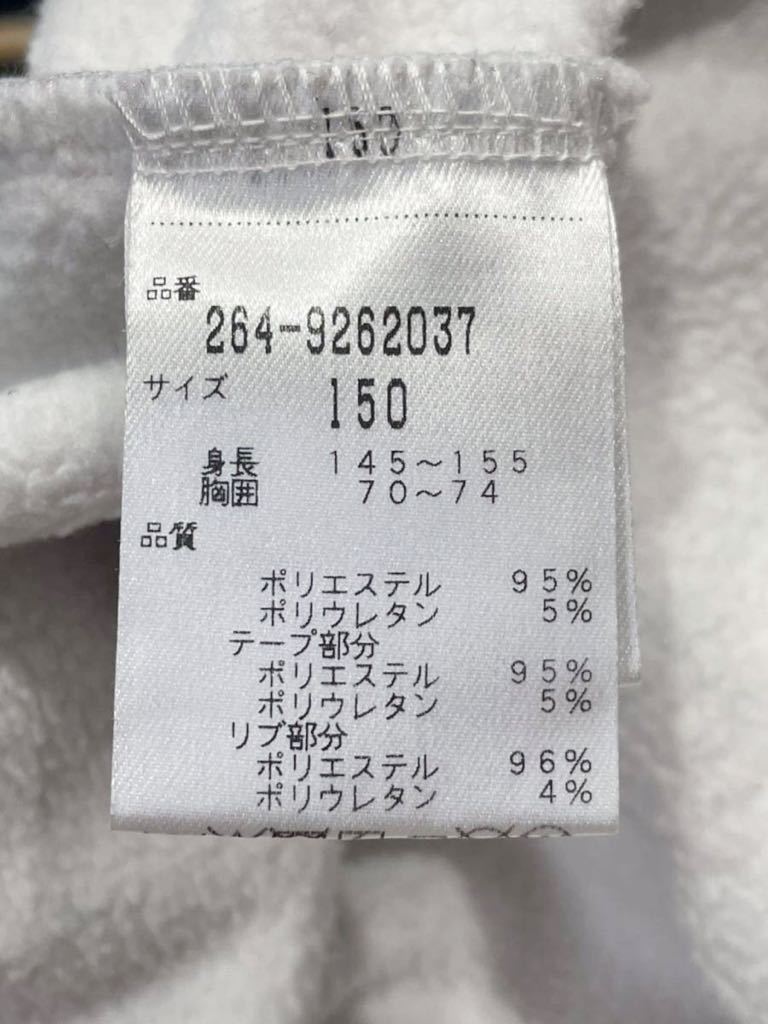 品番
264-9262037
サイズ 150
身長 145～155
胸囲 70～74
品質
ポリエステル 95%
ポリウレタン 5%
テープ部分
ポリエステル 95%
ポリウレタン 5%
リブ部分
ポリエステル 96%
ポリウレタン 4%